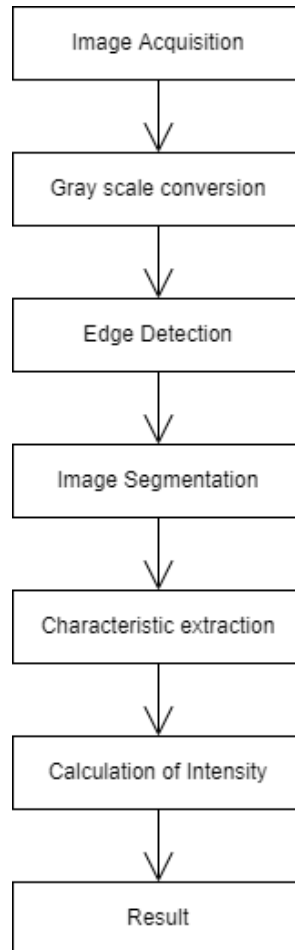 Image Acquisition
Gray scale conversion
Edge Detection
Image Segmentation
Characteristic extraction
Calculation of Intensity
Result